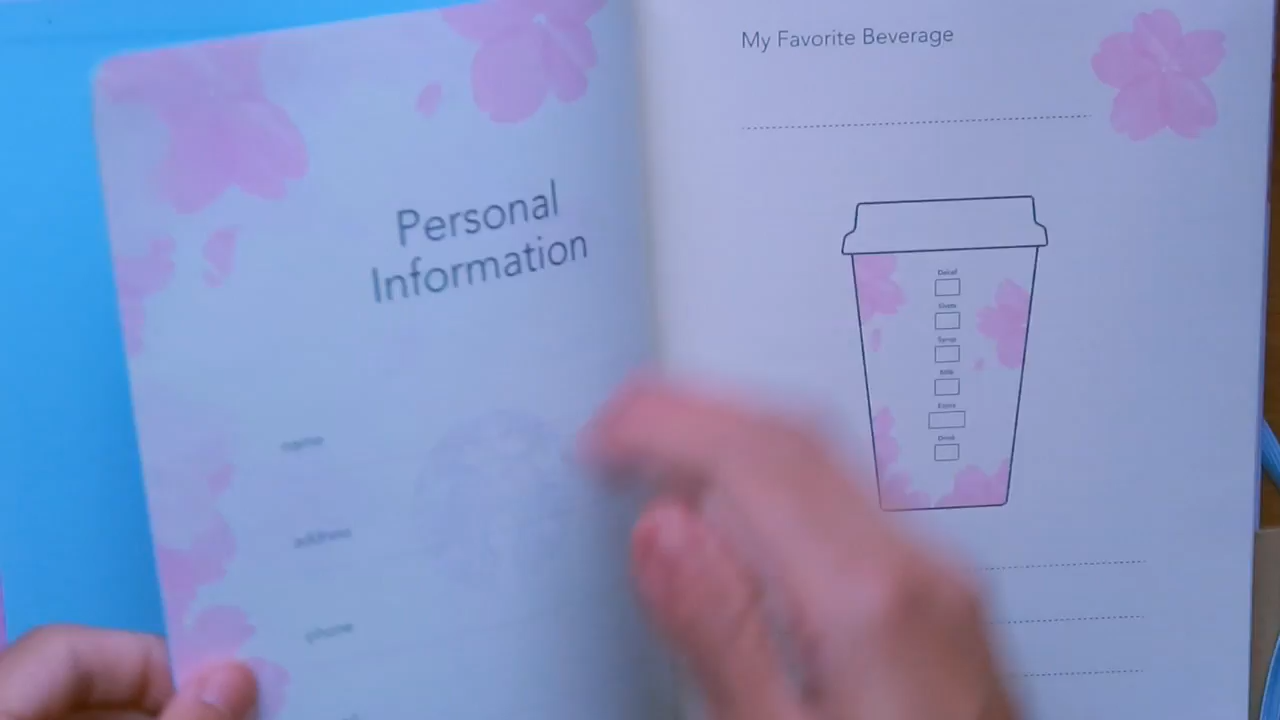 Personal
Information
name
address
phone
My Favorite Beverage
Decaf
Shots
Syrup
Milk
Extra
Drink